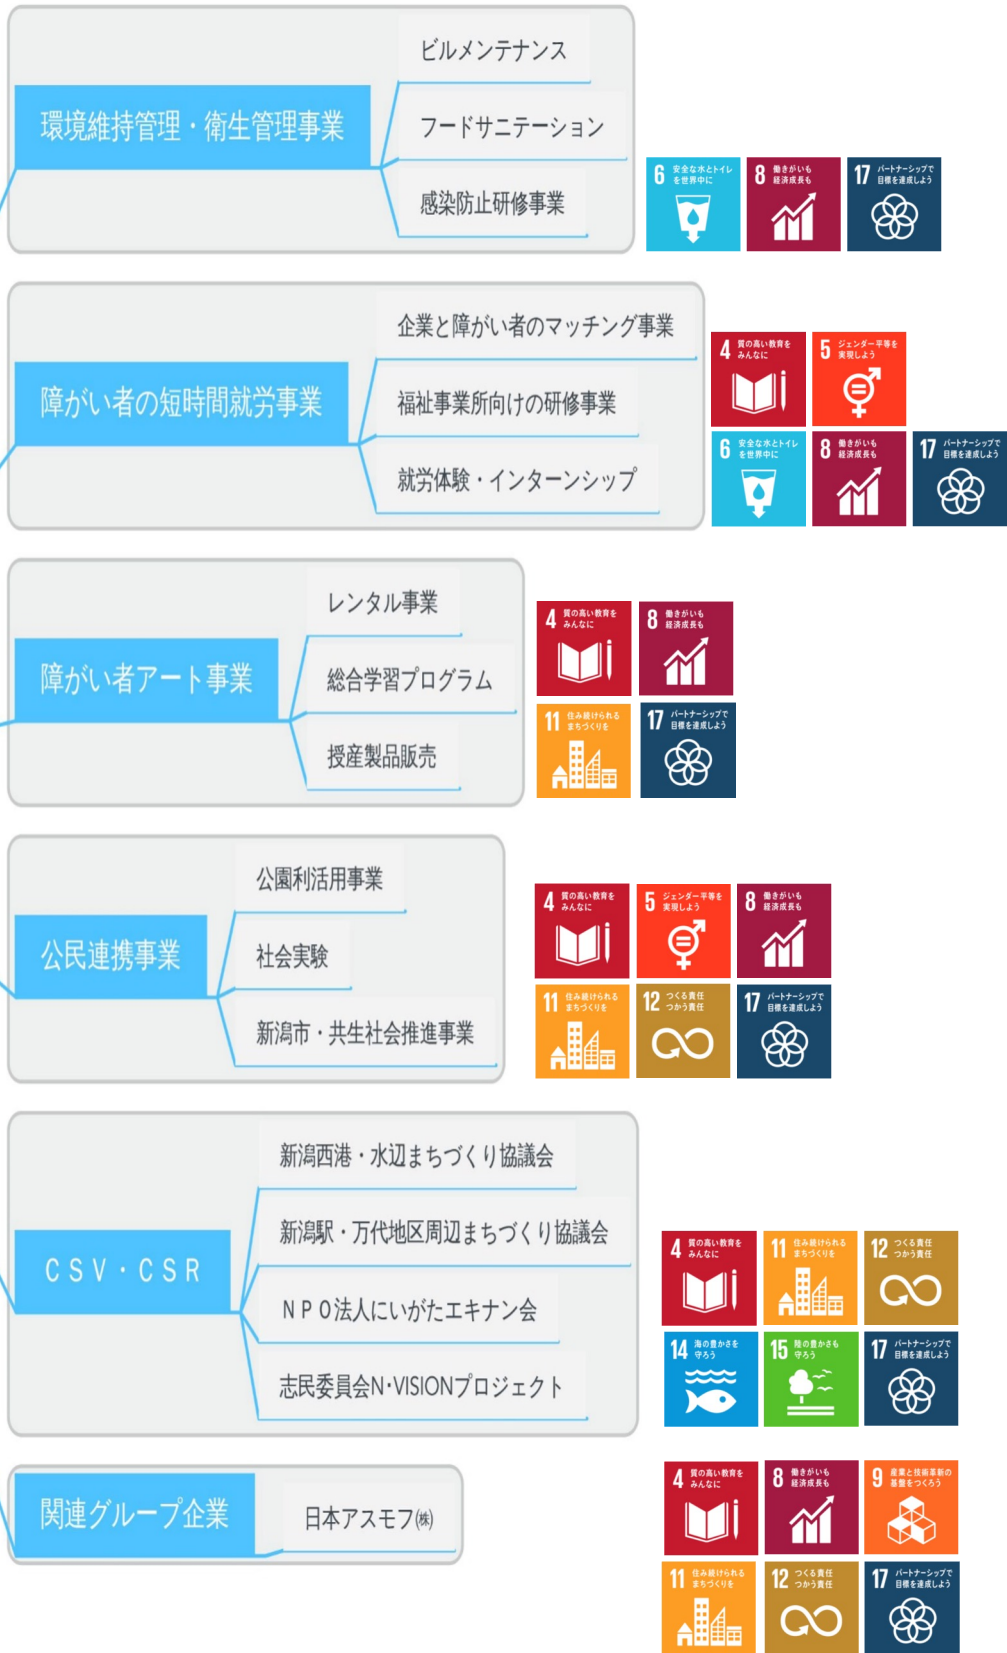 ビルメンテナンス
環境維持管理・衛生管理事業
フードサニテーション
感染防止研修事業
6 安全な水とトイレ
を世界中に
8 働きがいも
経済成長も
17 パートナーシップで
目標を達成しよう
企業と障がい者のマッチング事業
障がい者の短時間就労事業
福祉事業所向けの研修事業
就労体験・インターンシップ
4 質の高い教育を
みんなに
5 ジェンダー平等を
実現しよう
6 安全な水とトイレ
を世界中に
8 働きがいも
経済成長も
17 パートナーシップで
目標を達成しよう
レンタル事業
障がい者アート事業
総合学習プログラム
授産製品販売
4 質の高い教育を
みんなに
8 働きがいも
経済成長も
11 住み続けられる
まちづくりを
17 パートナーシップで
目標を達成しよう
公園利活用事業
公民連携事業
社会実験
新潟市・共生社会推進事業
4 質の高い教育を
みんなに
5 ジェンダー平等を
実現しよう
8 働きがいも
経済成長も
11 住み続けられる
まちづくりを
12 つくる責任
つかう責任
17 パートナーシップで
目標を達成しよう
新潟西港・水辺まちづくり協議会
新潟駅・万代地区周辺まちづくり協議会
ＣＳＶ・ＣＳＲ
ＮＰＯ法人にいがたエキナン会
志民委員会N・VISIONプロジェクト
4 質の高い教育を
みんなに
11 住み続けられる
まちづくりを
12 つくる責任
つかう責任
14 海の豊かさを
守ろう
15 陸の豊かさも
守ろう
17 パートナーシップで
目標を達成しよう
関連グループ企業
日本アスモフ㈱
4 質の高い教育を
みんなに
8 働きがいも
経済成長も
9 産業と技術革新の
基盤をつくろう
11 住み続けられる
まちづくりを
12 つくる責任
つかう責任
17 パートナーシップで
目標を達成しよう